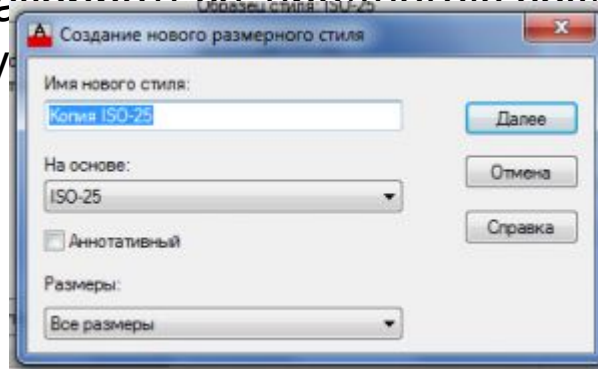 Образец стиля: ISO-25
Создание нового размерного стиля
Имя нового стиля:
Копия ISO-25
Далее
На основе:
Отмена
ISO-25
Справка
Аннотативный
Размеры:
Все размеры